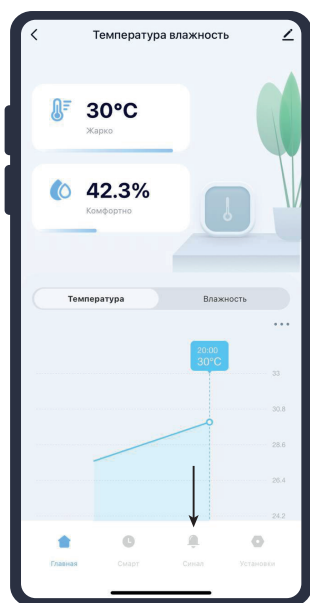 Температура влажность
30°C
Жарко
42.3%
Комфортно
Температура
Влажность
20:00
30°C
33
30.8
28.6
26.4
24.2
Главная
Смарт
Сигнал
Установки